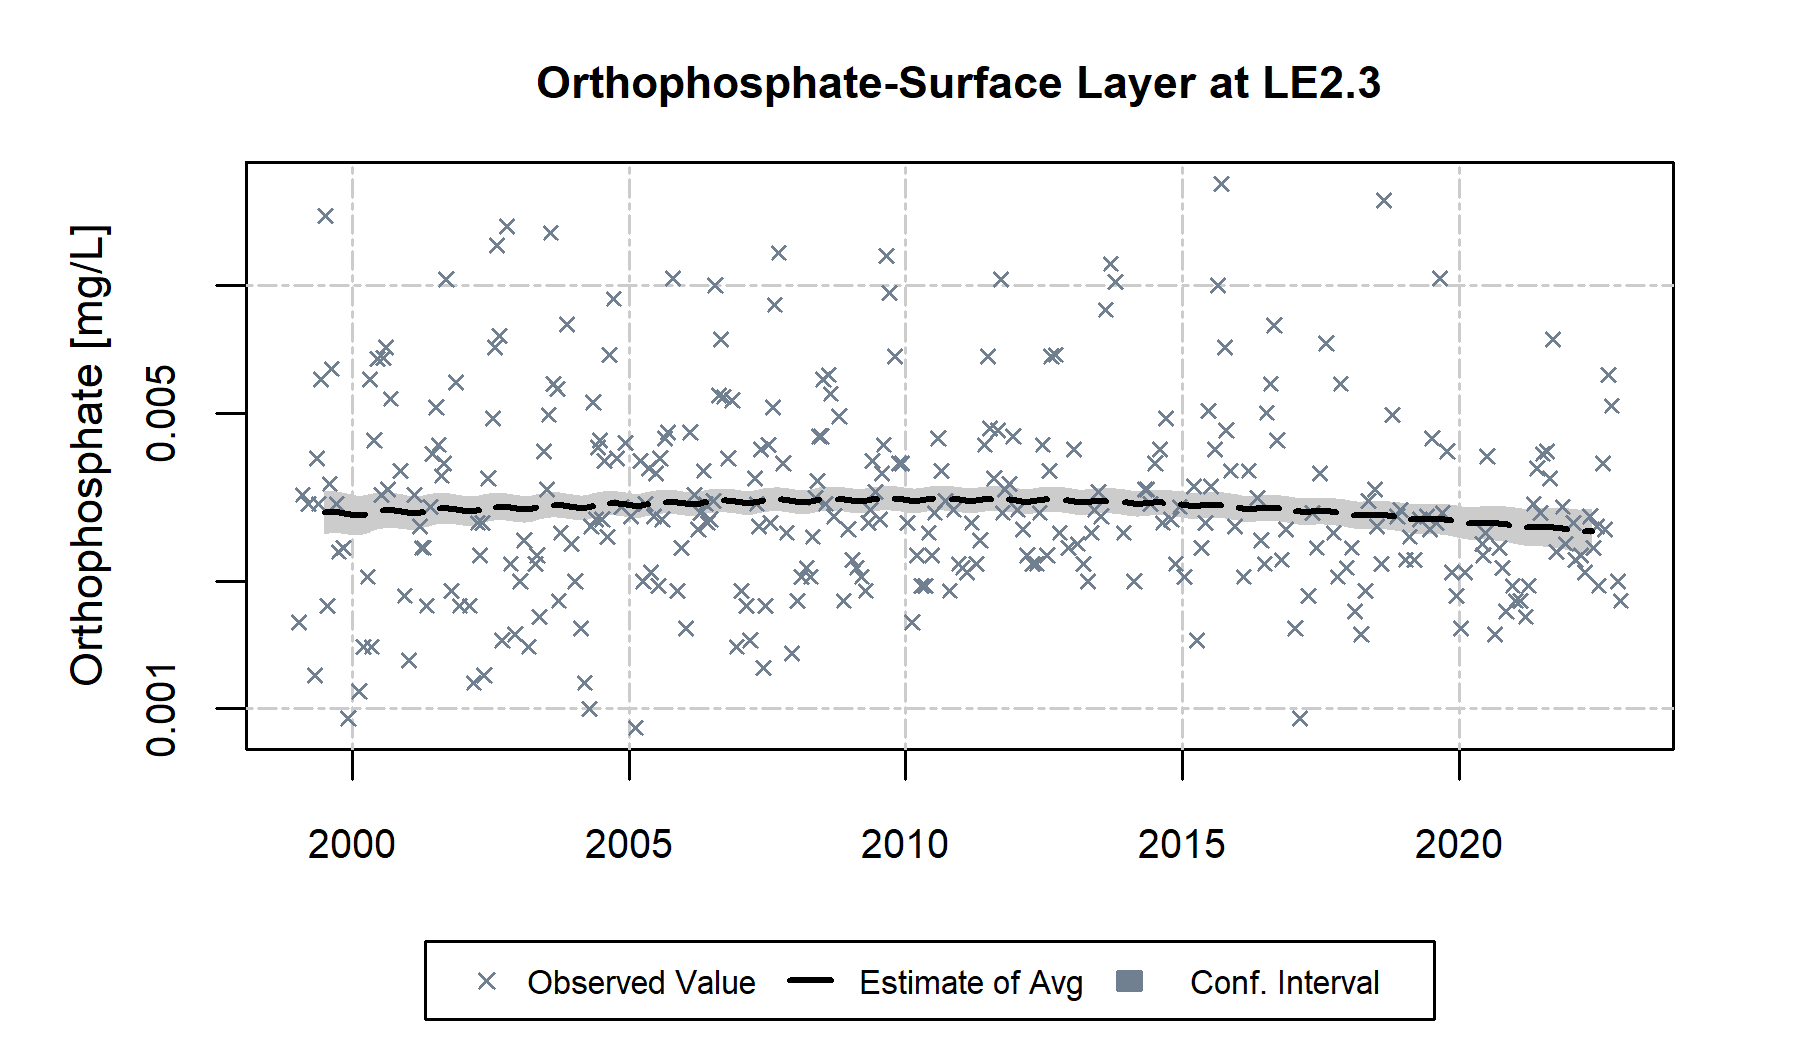 Orthophosphate-Surface Layer at LE2.3
Orthophosphate [mg/L]
0.005
0.001
2000 2005 2010 2015 2020
Observed Value Estimate of Avg Conf. Interval